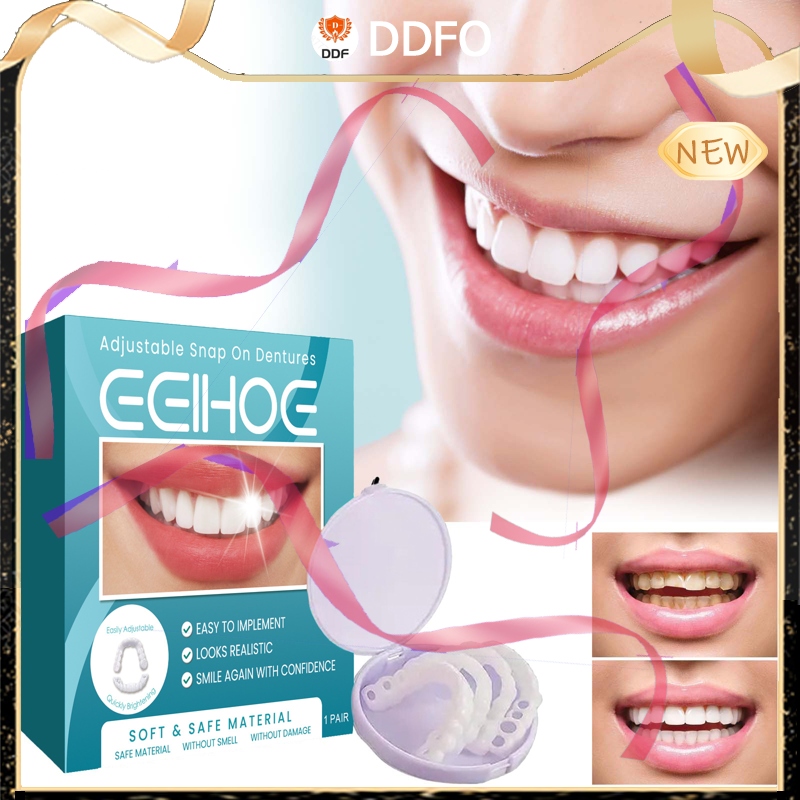 DDF
DDFO
NEW
Adjustable Snap On Dentures
EEIHOE
Easily Adjustable
Quickly Brightening
EASY TO IMPLEMENT
LOOKS REALISTIC
SMILE AGAIN WITH CONFIDENCE
SOFT & SAFE MATERIAL
1 PAIR
SAFE MATERIAL WITHOUT SMELL WITHOUT DAMAGE